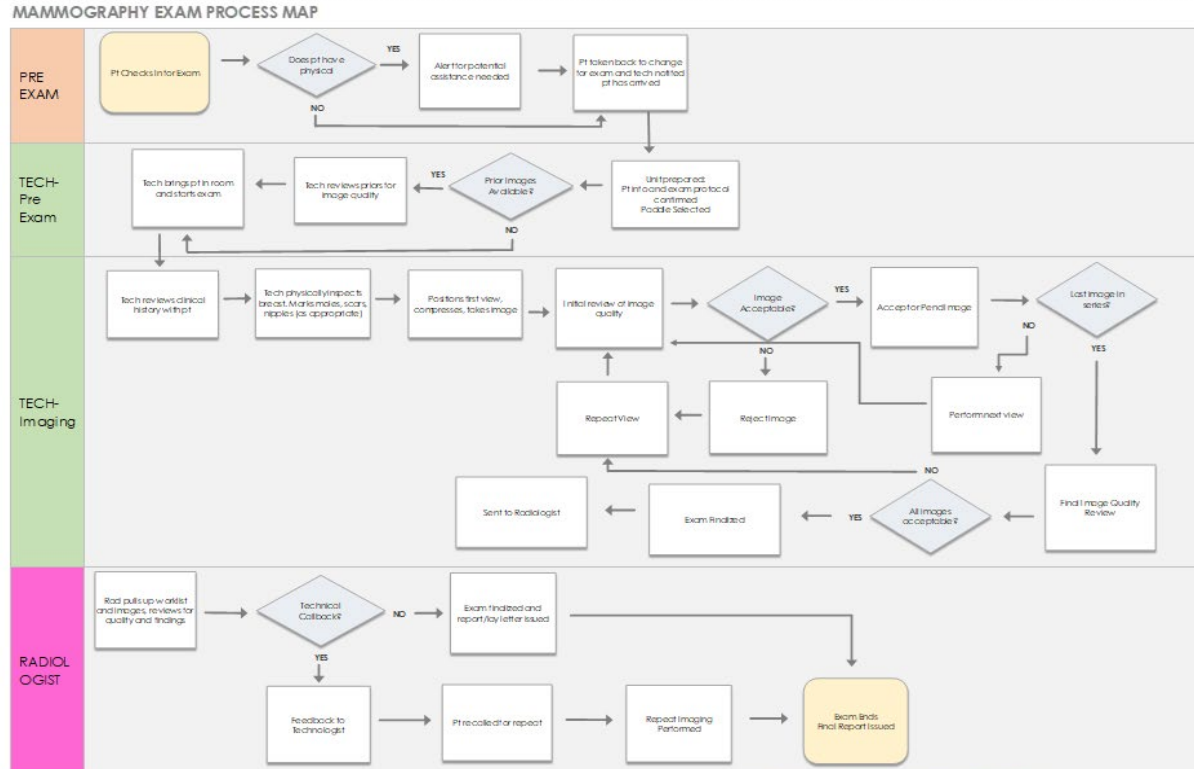 MAMMOGRAPHY EXAM PROCESS MAP
PRE
EXAM
Pt Checks In for Exam
Does pt have
physical
YES
NO
Alert for potential
assistance needed
Pt taken back to change
for exam and tech notified
pt has arrived
TECH-
Pre
Exam
Unit prepared:
Pt info and exam protocol
confirmed
Paddle Selected
Prior Images
Available?
YES
NO
Tech reviews priors for
image quality
Tech brings pt in room
and starts exam
TECH-
Imaging
Tech reviews clinical
history with pt
Tech physically inspects
breast. Marks moles, scars,
nipples (as appropriate)
Positions first view,
compresses, takes image
Initial review of image
quality
Image
Acceptable?
YES
NO
Accept or Pend image
Last image in
series?
NO
YES
Repeat View
Reject Image
Perform next view
NO
Sent to Radiologist
Exam Finalized
YES
All images
acceptable?
Final Image Quality
Review
RADIOL
OGIST
Rad pulls up worklist
and images, reviews for
quality and findings
Technical
Callback?
NO
YES
Exam finalized and
report/lay letter issued
Feedback to
Technologist
Pt recalled for repeat
Repeat Imaging
Performed
Exam Ends
Final Report Issued